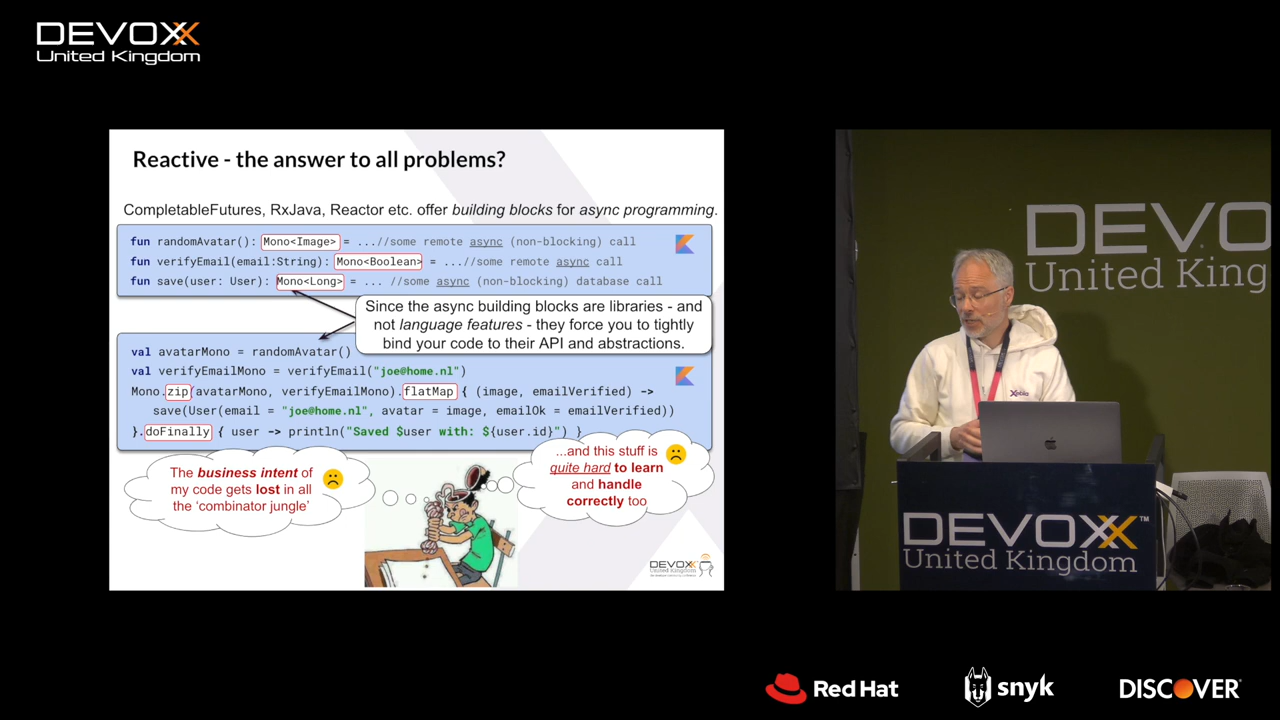 DEVOXX
United Kingdom
Reactive - the answer to all problems?
CompletableFutures, RxJava, Reactor etc. offer building blocks for async programming.
fun randomAvatar(): Mono<Image> = ...//some remote async (non-blocking) call
fun verifyEmail(email:String): Mono<Boolean> = ...//some remote async call
fun save(user: User): Mono<Long> = ... //some async (non-blocking) database call
Since the async building blocks are libraries - and
not language features - they force you to tightly
bind your code to their API and abstractions.
val avatarMono = randomAvatar()
val verifyEmailMono = verifyEmail("joe@home.nl")
Mono.zip(avatarMono, verifyEmailMono).flatMap { (image, emailVerified) ->
save(User(email = "joe@home.nl", avatar = image, emailOk = emailVerified))
}.doFinally { user -> println("Saved $user with: ${user.id}") }
The business intent of
my code gets lost in all
the ‘combinator jungle’
...and this stuff is
quite hard to learn
and handle
correctly too
DEVOXX
United Kingdom
DEVO
United King
Xebia
DEVOXX™
United Kingdom
Red Hat
snyk
DISCOVER